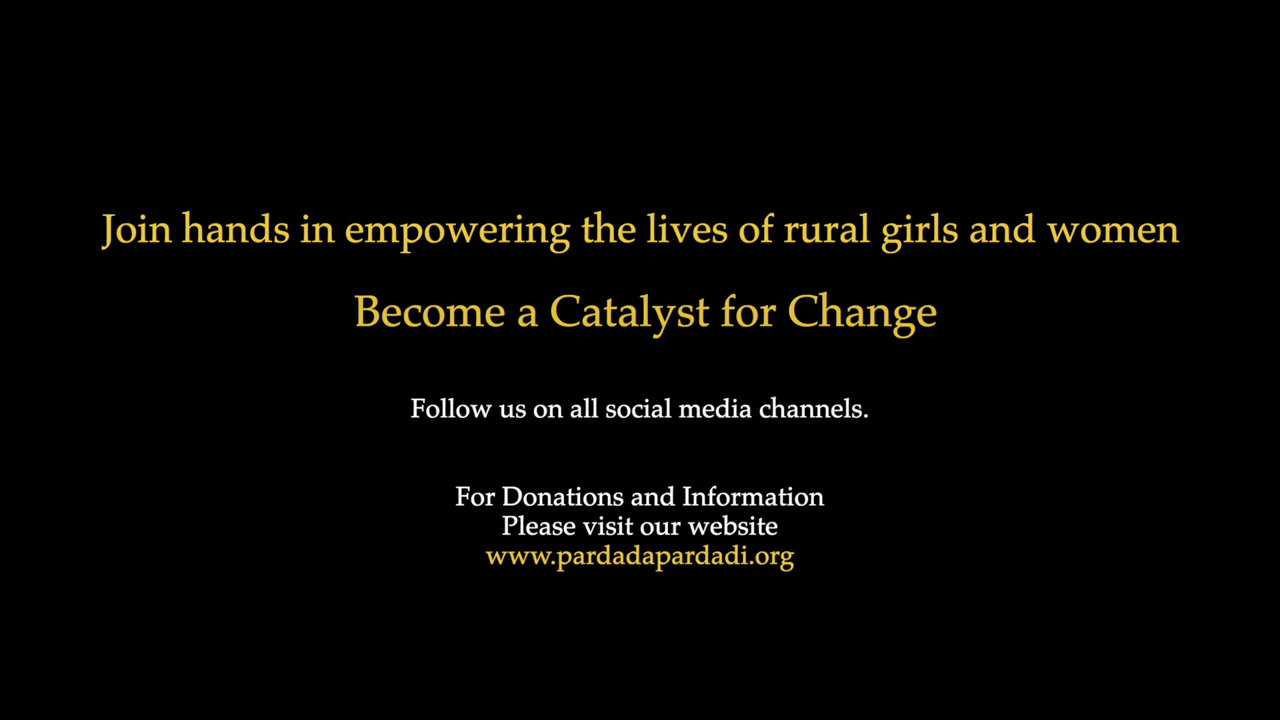 Join hands in empowering the lives of rural girls and women
Become a Catalyst for Change
Follow us on all social media channels.
For Donations and Information
Please visit our website
www.pardadapardadi.org